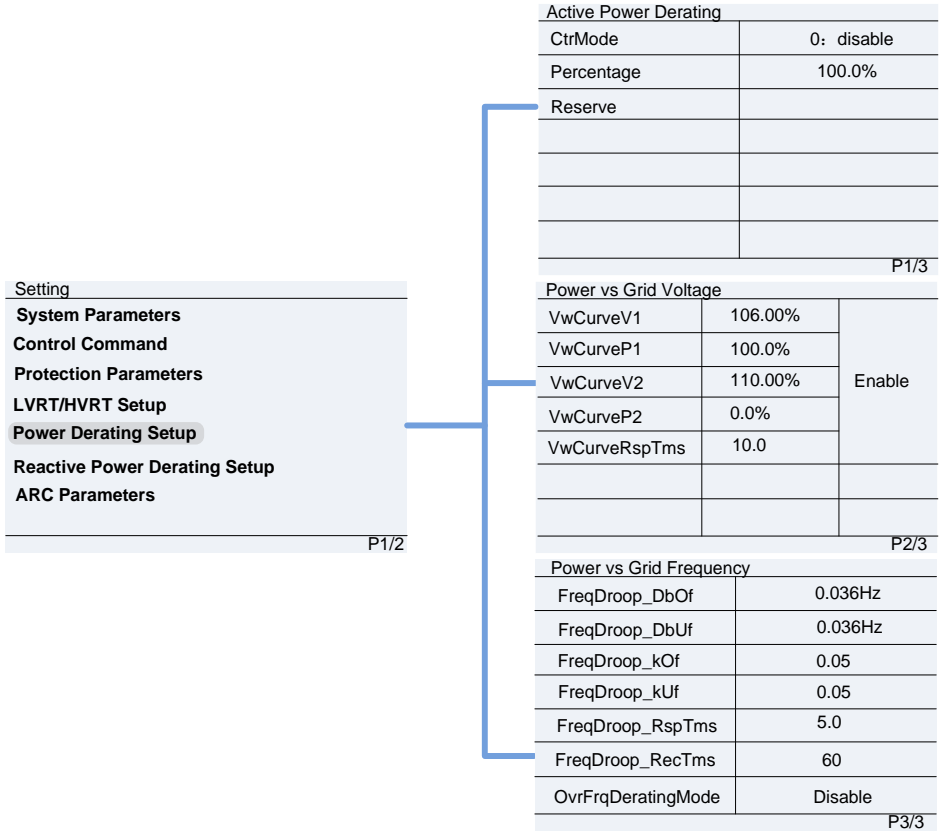 Active Power Derating
CtrMode 0：disable
Percentage 100.0%
Reserve
P1/3
Setting
System Parameters
Control Command
Protection Parameters
LVRT/HVRT Setup
Power Derating Setup
Reactive Power Derating Setup
ARC Parameters
P1/2
Power vs Grid Voltage
VwCurveV1 106.00%
VwCurveP1 100.0%
VwCurveV2 110.00% Enable
VwCurveP2 0.0%
VwCurveRspTms 10.0
P2/3
Power vs Grid Frequency
FreqDroop_DbOf 0.036Hz
FreqDroop_DbUf 0.036Hz
FreqDroop_kOf 0.05
FreqDroop_kUf 0.05
FreqDroop_RspTms 5.0
FreqDroop_RecTms 60
OvrFrqDeratingMode Disable
P3/3